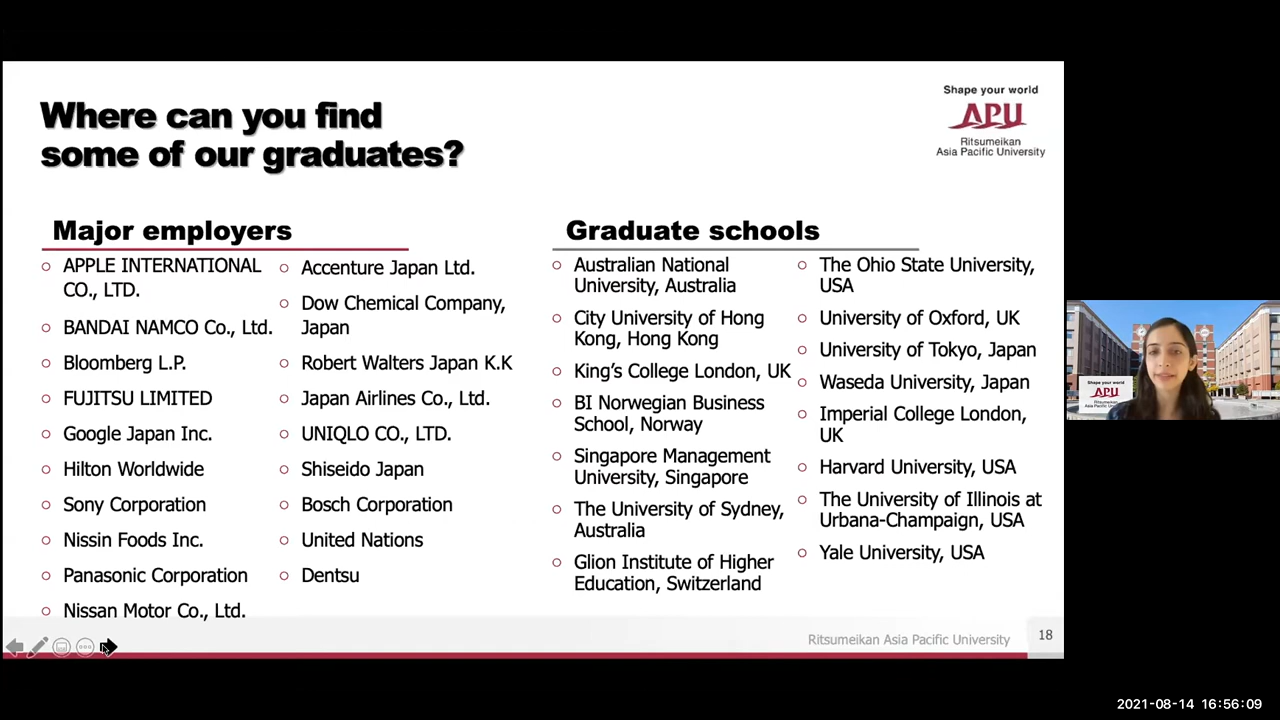 Where can you find
some of our graduates?
Shape your world
APU
Ritsumeikan
Asia Pacific University
Major employers
APPLE INTERNATIONAL
CO., LTD.
BANDAI NAMCO Co., Ltd.
Bloomberg L.P.
FUJITSU LIMITED
Google Japan Inc.
Hilton Worldwide
Sony Corporation
Nissin Foods Inc.
Panasonic Corporation
Nissan Motor Co., Ltd.
Accenture Japan Ltd.
Dow Chemical Company,
Japan
Robert Walters Japan K.K
Japan Airlines Co., Ltd.
UNIQLO CO., LTD.
Shiseido Japan
Bosch Corporation
United Nations
Dentsu
Graduate schools
Australian National
University, Australia
City University of Hong
Kong, Hong Kong
King's College London, UK
BI Norwegian Business
School, Norway
Singapore Management
University, Singapore
The University of Sydney,
Australia
Glion Institute of Higher
Education, Switzerland
The Ohio State University,
USA
University of Oxford, UK
University of Tokyo, Japan
Waseda University, Japan
Imperial College London,
UK
Harvard University, USA
The University of Illinois at
Urbana-Champaign, USA
Yale University, USA
Ritsumeikan Asia Pacific University
18
Shape your world
APU
2021-08-14 16:56:09